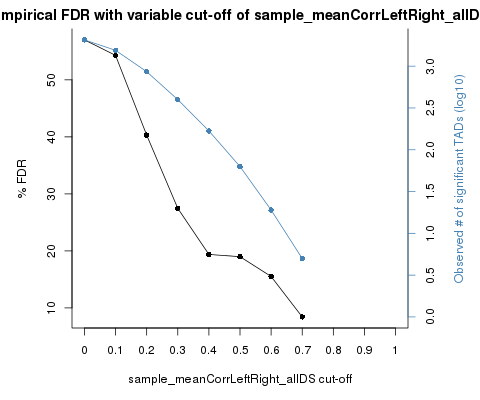 mpirical FDR with variable cut-off of sample_meanCorrLeftRight_allD
% FDR
50
40
30
20
10
3.0
2.5
2.0
1.5
1.0
0.5
0.0
Observed # of significant TADs (log10)
0 0.1 0.2 0.3 0.4 0.5 0.6 0.7 0.8 0.9 1
sample_meanCorrLeftRight_allDS cut-off